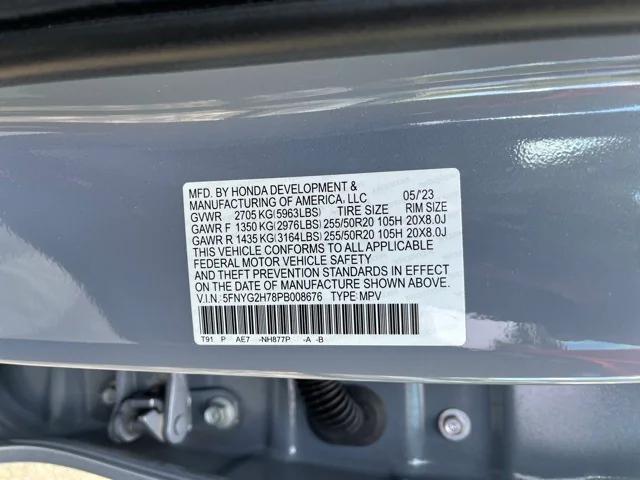 MFD. BY HONDA DEVELOPMENT &
MANUFACTURING OF AMERICA, LLC 05/'23
GVWR 2705 KG(5963LBS) TIRE SIZE RIM SIZE
GAWR F 1350 KG(2976LBS) 255/50R20 105H 20X8.0J
GAWR R 1435 KG(3164LBS) 255/50R20 105H 20X8.0J
THIS VEHICLE CONFORMS TO ALL APPLICABLE
FEDERAL MOTOR VEHICLE SAFETY
AND THEFT PREVENTION STANDARDS IN EFFECT
ON THE DATE OF MANUFACTURE SHOWN ABOVE.
V.I.N. 5FNYG2H78PB008676 TYPE: MPV
T91 P AE7 -NH877P -A -B